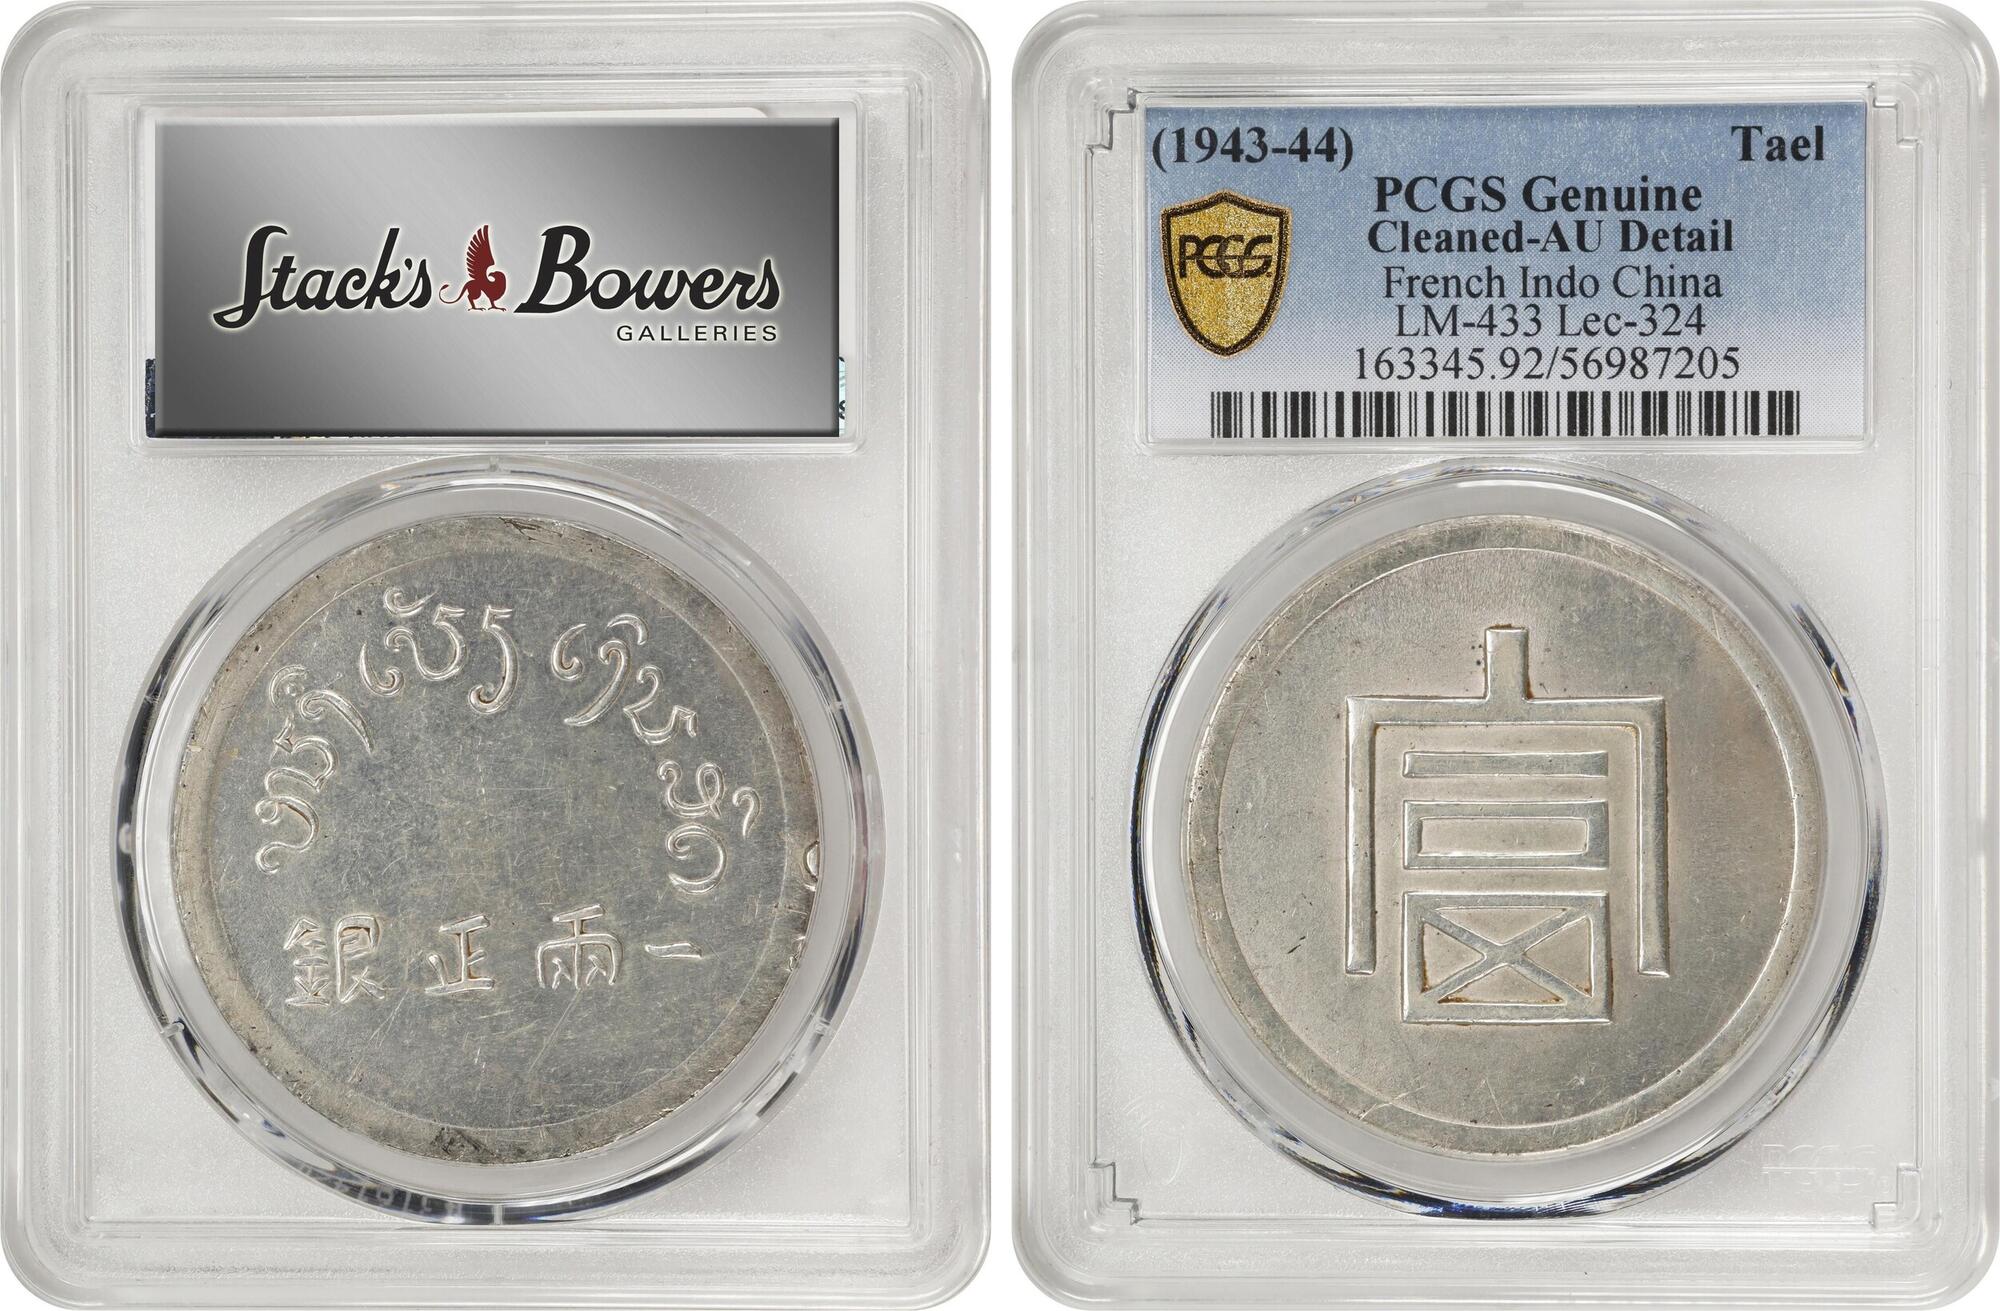 Stack's Bowers
GALLERIES
銀 正 兩 一
(1943-44) Tael
PCGS Genuine
Cleaned-AU Detail
PCGS
French Indo China
LM-433 Lec-324
163345.92/56987205
富